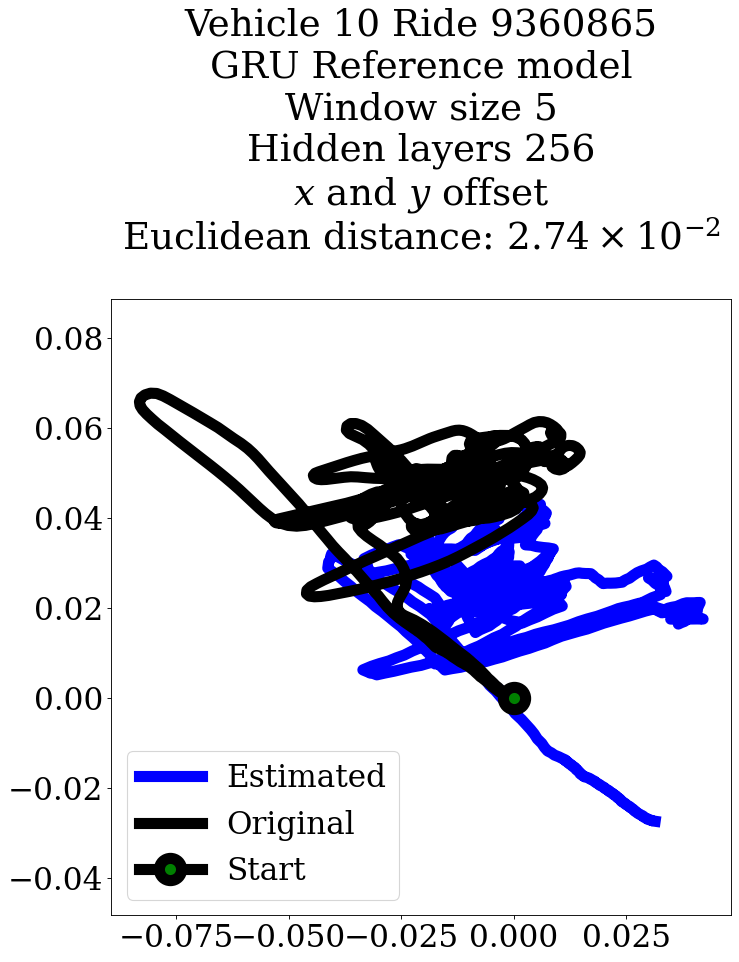 Vehicle 10 Ride 9360865
GRU Reference model
Window size 5
Hidden layers 256
x and y offset
Euclidean distance: 2.74 × 10⁻²
0.08
0.06
0.04
0.02
0.00
−0.02
−0.04
Estimated
Original
Start
−0.075 −0.050 −0.025 0.000 0.025